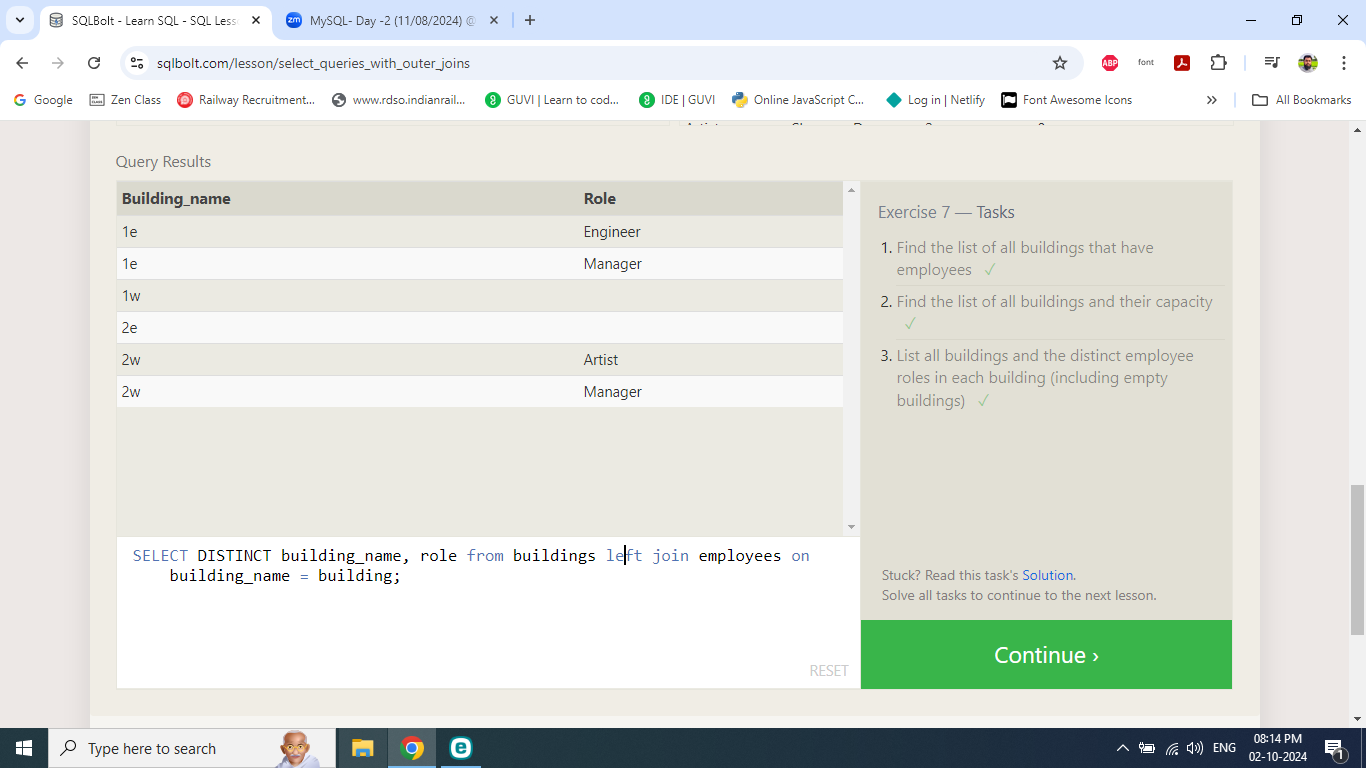 SQLBolt - Learn SQL - SQL Less
MySQL- Day -2 (11/08/2024) @
sqlbolt.com/lesson/select_queries_with_outer_joins
ABP
font
Google
Zen Class
Railway Recruitment...
www.rdso.indianrail...
GUVI | Learn to cod...
IDE | GUVI
Online JavaScript C...
Log in | Netlify
Font Awesome Icons
All Bookmarks
Query Results
Building_name Role
1e Engineer
1e Manager
1w
2e
2w Artist
2w Manager
Exercise 7 — Tasks
1. Find the list of all buildings that have
employees ✓
2. Find the list of all buildings and their capacity
✓
3. List all buildings and the distinct employee
roles in each building (including empty
buildings) ✓
SELECT DISTINCT building_name, role from buildings left join employees on
building_name = building;
RESET
Stuck? Read this task's Solution.
Solve all tasks to continue to the next lesson.
Continue ›
Type here to search
ENG
08:14 PM
02-10-2024
1